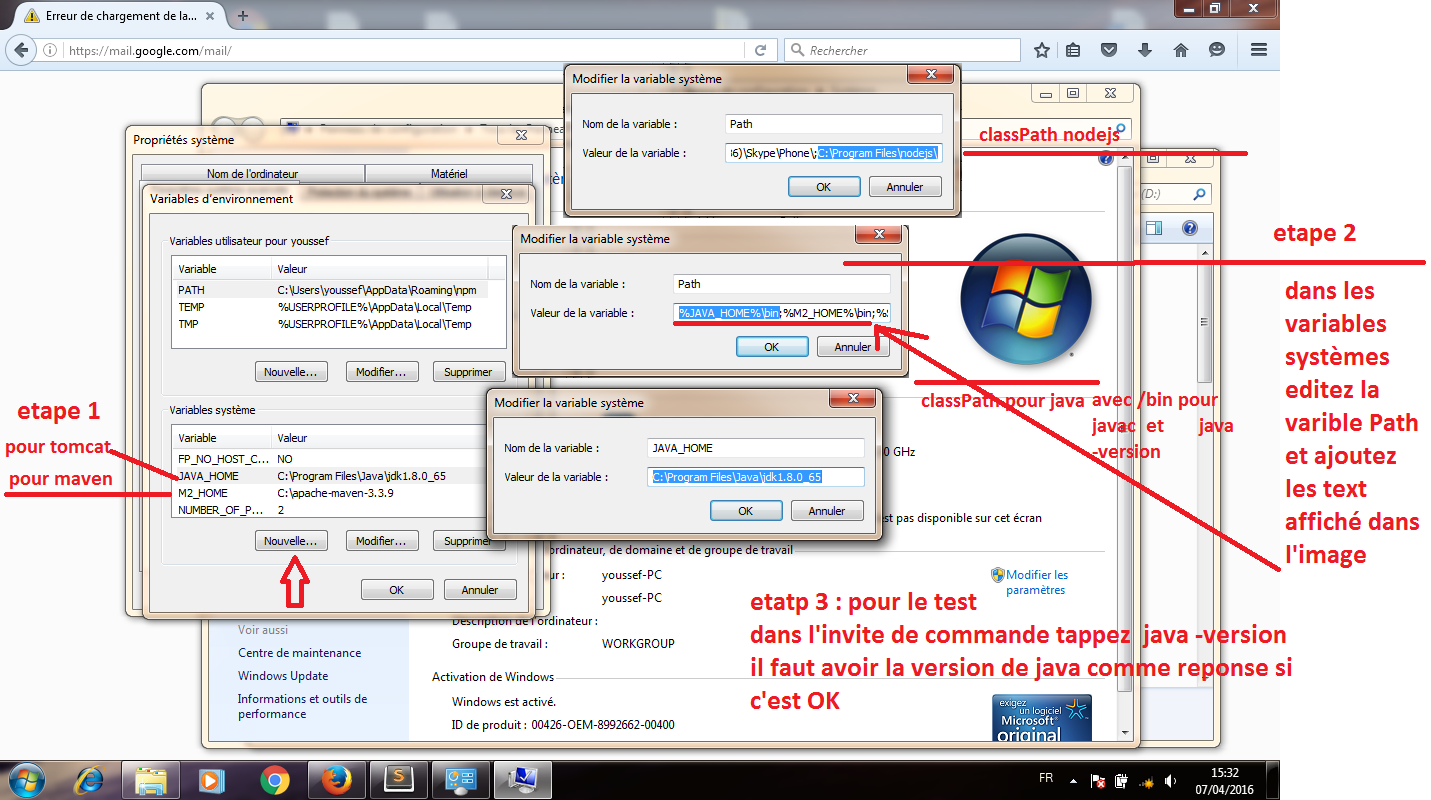 Erreur de chargement de la...
https://mail.google.com/mail/
Rechercher
Modifier la variable système
Nom de la variable :
Path
Valeur de la variable :
36)\Skype\Phone\;C:\Program Files\nodejs\
OK
Annuler
classPath nodejs
Propriétés système
Nom de l'ordinateur
Matériel
Variables d'environnement
Variables utilisateur pour youssef
Variable
Valeur
PATH
C:\Users\youssef\AppData\Roaming\npm
TEMP
%USERPROFILE%\AppData\Local\Temp
TMP
%USERPROFILE%\AppData\Local\Temp
Nouvelle...
Modifier...
Supprimer
Variables système
Variable
Valeur
FP_NO_HOST_C...
NO
JAVA_HOME
C:\Program Files\Java\jdk1.8.0_65
M2_HOME
C:\apache-maven-3.3.9
NUMBER_OF_P...
2
Nouvelle...
Modifier...
Supprimer
OK
Annuler
etape 1
pour tomcat
pour maven
Modifier la variable système
Nom de la variable :
Path
Valeur de la variable :
%JAVA_HOME%\bin;%M2_HOME%\bin;%
OK
Annuler
classPath pour java
avec /bin pour
javac et java
-version
Modifier la variable système
Nom de la variable :
JAVA_HOME
Valeur de la variable :
C:\Program Files\Java\jdk1.8.0_65
OK
Annuler
(D:)
etape 2
dans les
variables
systèmes
editez la
varible Path
et ajoutez
les text
affiché dans
l'image
0 GHz
est pas disponible sur cet écran
ordinateur, de domaine et de groupe de travail
ur :
youssef-PC
youssef-PC
Description de l'ordinateur :
Groupe de travail :
WORKGROUP
Modifier les
paramètres
etatp 3 : pour le test
dans l'invite de commande tappez java -version
il faut avoir la version de java comme reponse si
c'est OK
Voir aussi
Centre de maintenance
Windows Update
Informations et outils de
performance
Activation de Windows
Windows est activé.
ID de produit : 00426-OEM-8992662-00400
exigez
un logiciel
Microsoft
original
FR
15:32
07/04/2016